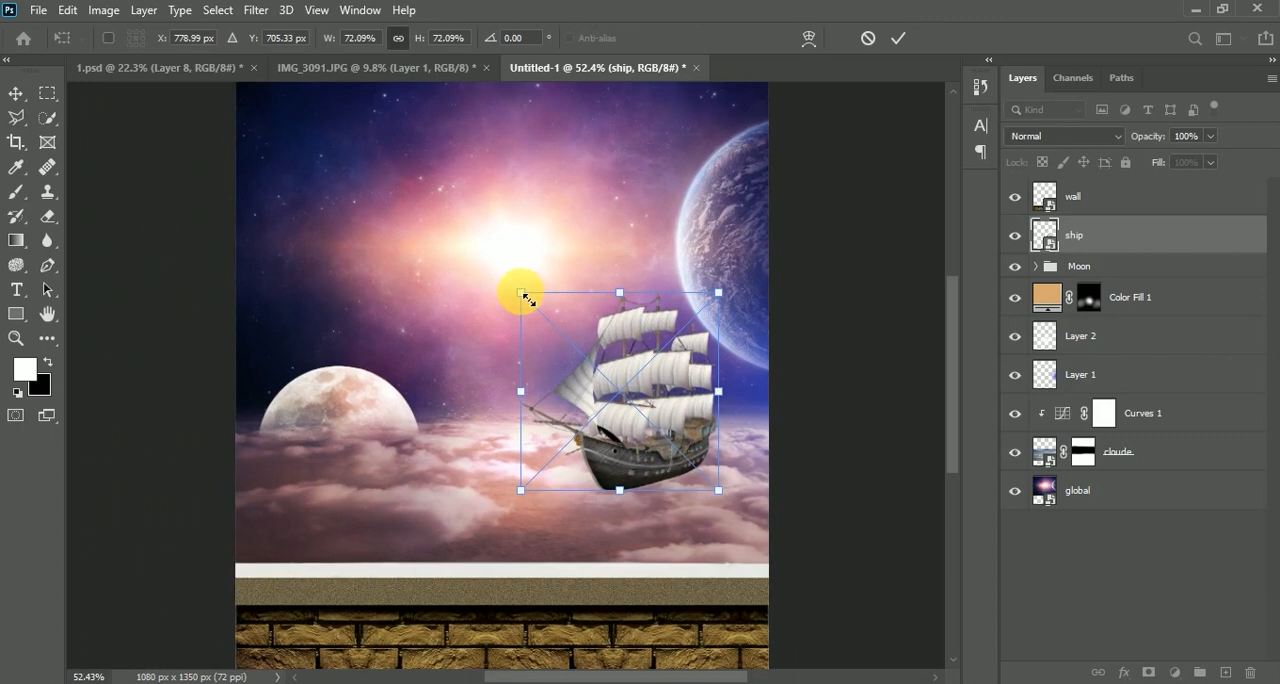 Ps File Edit Image Layer Type Select Filter 3D View Window Help
X: 778.99 px Y: 705.33 px W: 72.09% H: 72.09% 0.00 ° Anti-alias
1.psd @ 22.3% (Layer 8, RGB/8#) * IMG_3091.JPG @ 9.8% (Layer 1, RGB/8) * Untitled-1 @ 52.4% (ship, RGB/8#) *
Layers Channels Paths
Kind
Normal Opacity: 100%
Lock: Fill: 100%
wall
ship
Moon
Color Fill 1
Layer 2
Layer 1
Curves 1
cloude
global
52.43% 1080 px x 1350 px (72 ppi)